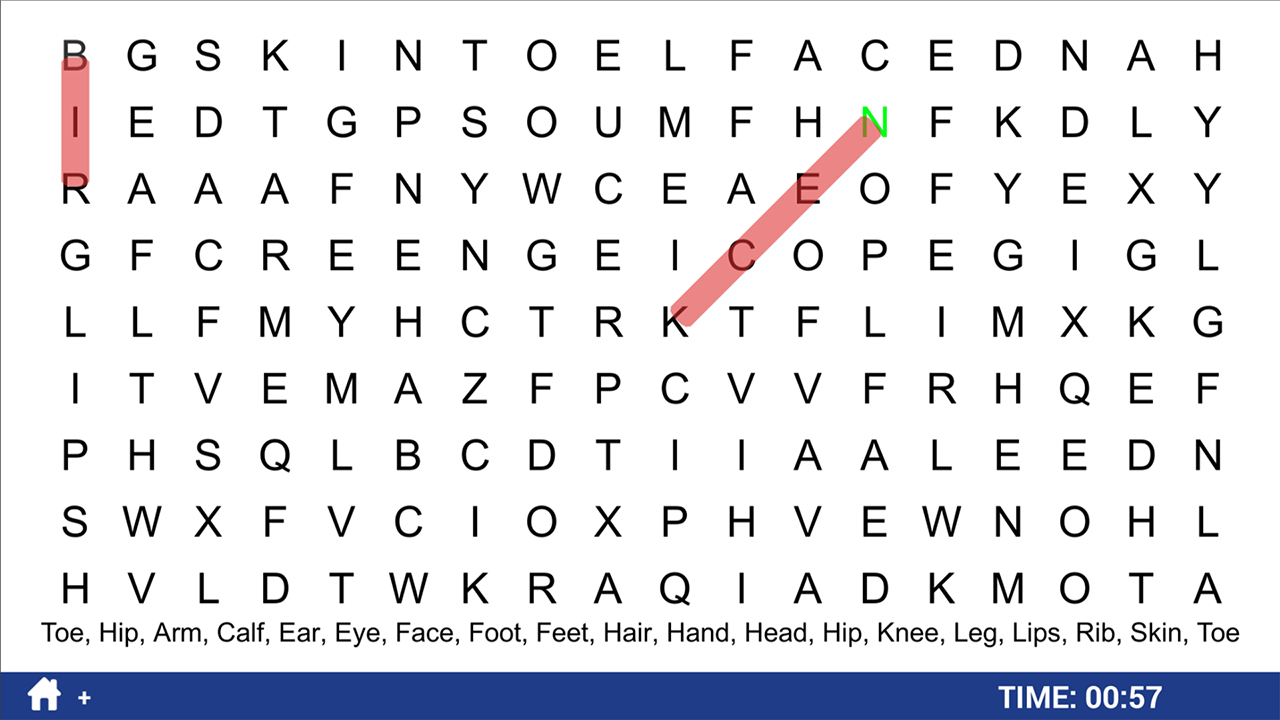 B G S K I N T O E L F A C E D N A H
I E D T G P S O U M F H N F K D L Y
R A A A F N Y W C E A E O F Y E X Y
G F C R E E N G E I C O P E G I G L
L L F M Y H C T R K T F L I M X K G
I T V E M A Z F P C V V F R H Q E F
P H S Q L B C D T I I A A L E E D N
S W X F V C I O X P H V E W N O H L
H V L D T W K R A Q I A D K M O T A
Toe, Hip, Arm, Calf, Ear, Eye, Face, Foot, Feet, Hair, Hand, Head, Hip, Knee, Leg, Lips, Rib, Skin, Toe
+ TIME: 00:57